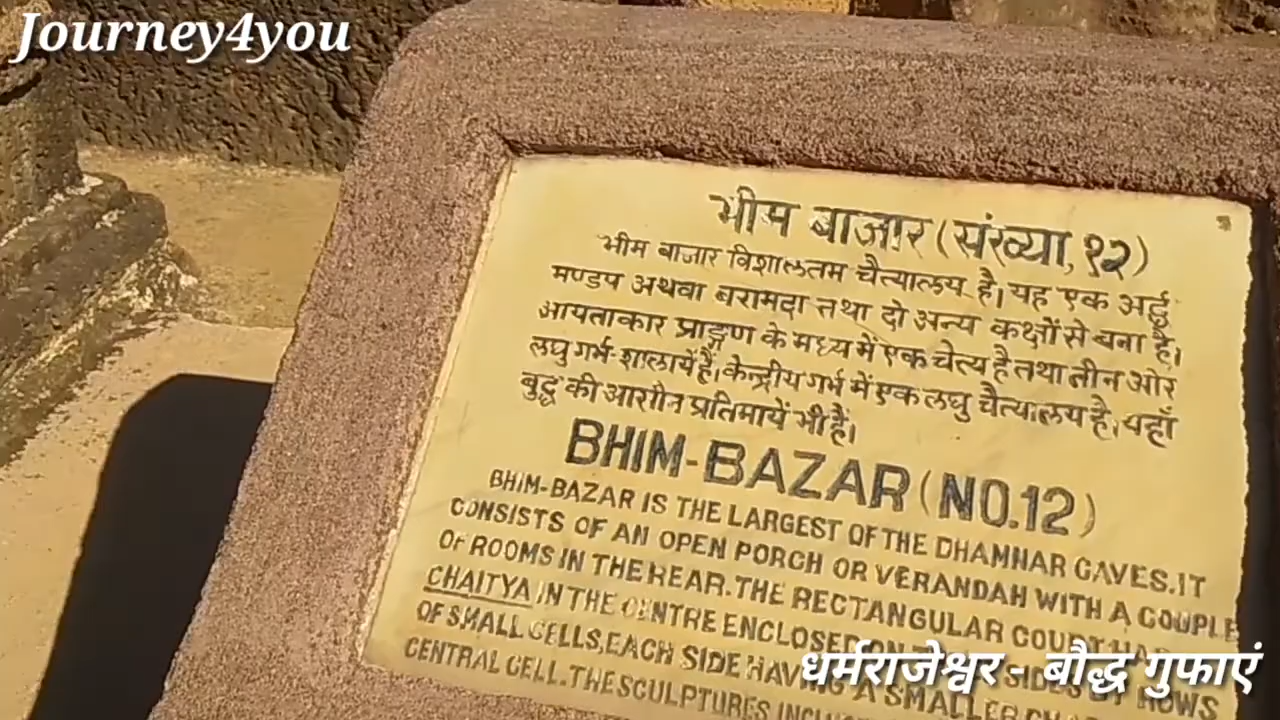 Journey4you
भीम बाजार (संख्या, १२)
भीम बाजार विशालतम चैत्यालय है। यह एक अर्द्ध
मण्डप अथवा बरामदा तथा दो अन्य कक्षों से बना है।
आयताकार प्राङ्गण के मध्य में एक चेत्य है तथा तीन ओर
लघु गर्भ-शालायें हैं। केन्द्रीय गर्भ में एक लघु चैत्यालय है। यहाँ
बुद्ध की आसीन प्रतिमायें भी हैं।
BHIM-BAZAR (NO.12)
BHIM-BAZAR IS THE LARGEST OF THE DHAMNAR CAVES. IT
CONSISTS OF AN OPEN PORCH OR VERANDAH WITH A COUPLE
OF ROOMS IN THE REAR. THE RECTANGULAR COURT HA
CHAITYA IN THE CENTRE ENCLOSED ON SIDES BY ROWS
OF SMALL CELLS, EACH SIDE HAVING A SMALLER
CENTRAL CELL. THE SCULPTURES
धर्मराजेश्वर - बौद्ध गुफाएं